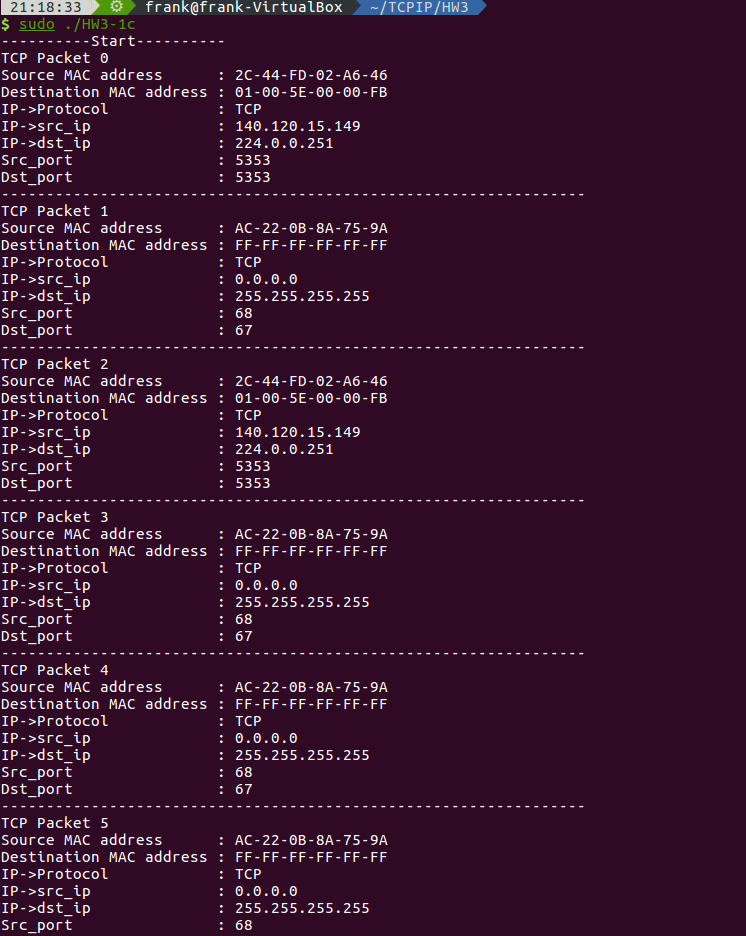 21:18:33 ⚙ frank@frank-VirtualBox ~/TCPIP/HW3
$ sudo ./HW3-1c
----------Start----------
TCP Packet 0
Source MAC address      : 2C-44-FD-02-A6-46
Destination MAC address : 01-00-5E-00-00-FB
IP->Protocol            : TCP
IP->src_ip              : 140.120.15.149
IP->dst_ip              : 224.0.0.251
Src_port                : 5353
Dst_port                : 5353
-----------------------------------------------------------------
TCP Packet 1
Source MAC address      : AC-22-0B-8A-75-9A
Destination MAC address : FF-FF-FF-FF-FF-FF
IP->Protocol            : TCP
IP->src_ip              : 0.0.0.0
IP->dst_ip              : 255.255.255.255
Src_port                : 68
Dst_port                : 67
-----------------------------------------------------------------
TCP Packet 2
Source MAC address      : 2C-44-FD-02-A6-46
Destination MAC address : 01-00-5E-00-00-FB
IP->Protocol            : TCP
IP->src_ip              : 140.120.15.149
IP->dst_ip              : 224.0.0.251
Src_port                : 5353
Dst_port                : 5353
-----------------------------------------------------------------
TCP Packet 3
Source MAC address      : AC-22-0B-8A-75-9A
Destination MAC address : FF-FF-FF-FF-FF-FF
IP->Protocol            : TCP
IP->src_ip              : 0.0.0.0
IP->dst_ip              : 255.255.255.255
Src_port                : 68
Dst_port                : 67
-----------------------------------------------------------------
TCP Packet 4
Source MAC address      : AC-22-0B-8A-75-9A
Destination MAC address : FF-FF-FF-FF-FF-FF
IP->Protocol            : TCP
IP->src_ip              : 0.0.0.0
IP->dst_ip              : 255.255.255.255
Src_port                : 68
Dst_port                : 67
-----------------------------------------------------------------
TCP Packet 5
Source MAC address      : AC-22-0B-8A-75-9A
Destination MAC address : FF-FF-FF-FF-FF-FF
IP->Protocol            : TCP
IP->src_ip              : 0.0.0.0
IP->dst_ip              : 255.255.255.255
Src_port                : 68